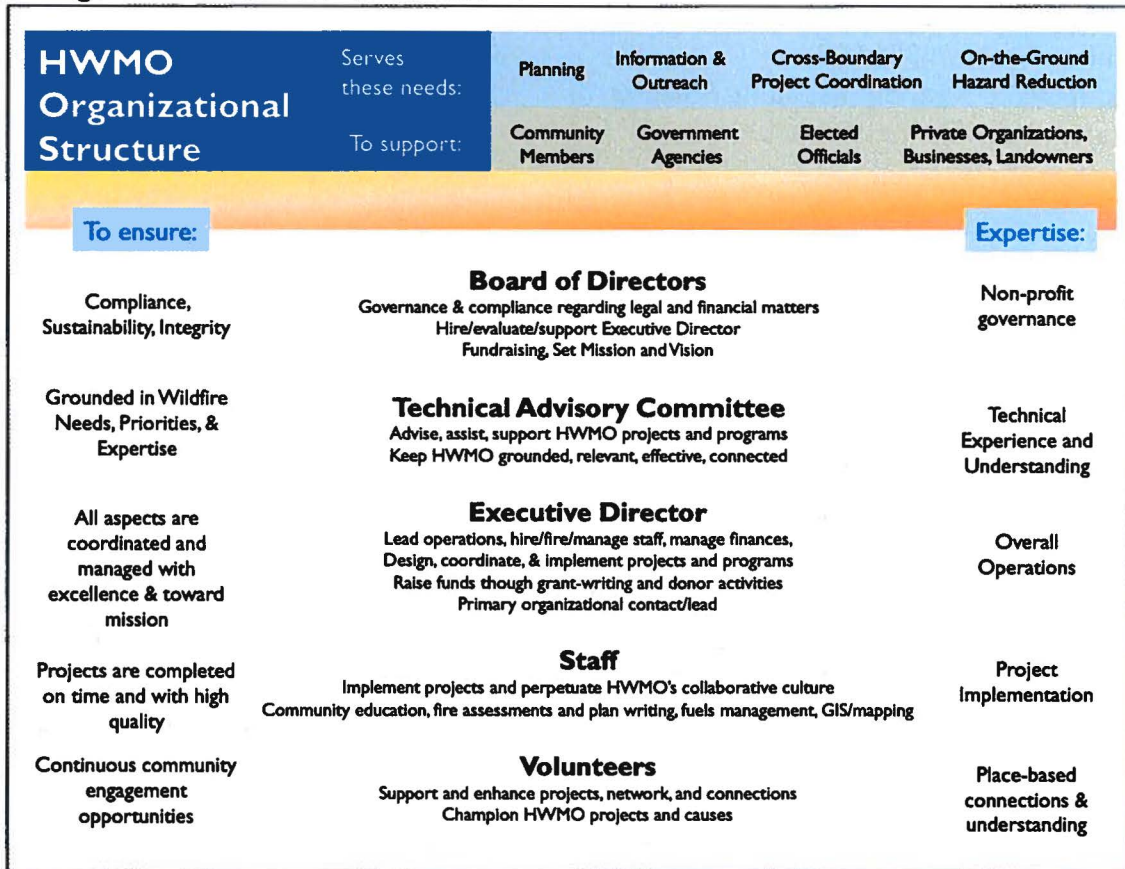 HWMO
Organizational
Structure
Serves
these needs:
To support:
Planning
Information &
Outreach
Cross-Boundary
Project Coordination
On-the-Ground
Hazard Reduction
Community
Members
Government
Agencies
Elected
Officials
Private Organizations,
Businesses, Landowners
To ensure:
Expertise:
Compliance,
Sustainability, Integrity
Board of Directors
Governance & compliance regarding legal and financial matters
Hire/evaluate/support Executive Director
Fundraising, Set Mission and Vision
Non-profit
governance
Grounded in Wildfire
Needs, Priorities, &
Expertise
Technical Advisory Committee
Advise, assist, support HWMO projects and programs
Keep HWMO grounded, relevant, effective, connected
Technical
Experience and
Understanding
All aspects are
coordinated and
managed with
excellence & toward
mission
Executive Director
Lead operations, hire/fire/manage staff, manage finances,
Design, coordinate, & implement projects and programs
Raise funds though grant-writing and donor activities
Primary organizational contact/lead
Overall
Operations
Projects are completed
on time and with high
quality
Staff
Implement projects and perpetuate HWMO's collaborative culture
Community education, fire assessments and plan writing, fuels management, GIS/mapping
Project
Implementation
Continuous community
engagement
opportunities
Volunteers
Support and enhance projects, network, and connections
Champion HWMO projects and causes
Place-based
connections &
understanding